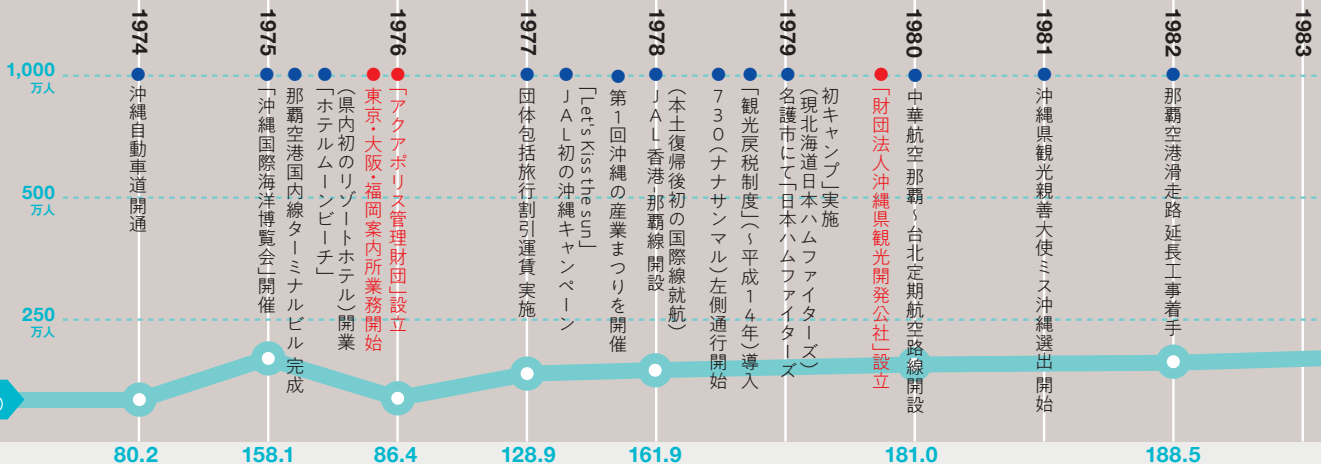 1974
1975
1976
1977
1978
1979
1980
1981
1982
1983
1,000
万人
500
万人
250
万人
沖縄自動車道 開通
「沖縄国際海洋博覧会」開催
那覇空港国内線ターミナルビル 完成
「ホテルムーンビーチ」
(県内初のリゾートホテル)開業
東京・大阪・福岡案内所業務開始
「アクアポリス管理財団」設立
団体包括旅行割引運賃 実施
JAL初の沖縄キャンペーン
「Let's Kiss the sun」
第1回沖縄の産業まつりを開催
JAL 香港-那覇線 開設
(本土復帰後初の国際線就航)
730(ナナサンマル)左側通行開始
「観光戻税制度」(~平成14年)導入
名護市にて「日本ハムファイターズ
(現北海道日本ハムファイターズ)
初キャンプ」実施
「財団法人沖縄県観光開発公社」設立
中華航空 那覇~台北定期航空路線開設
沖縄県観光親善大使ミス沖縄選出 開始
那覇空港滑走路 延長工事着手
80.2
158.1
86.4
128.9
161.9
181.0
188.5